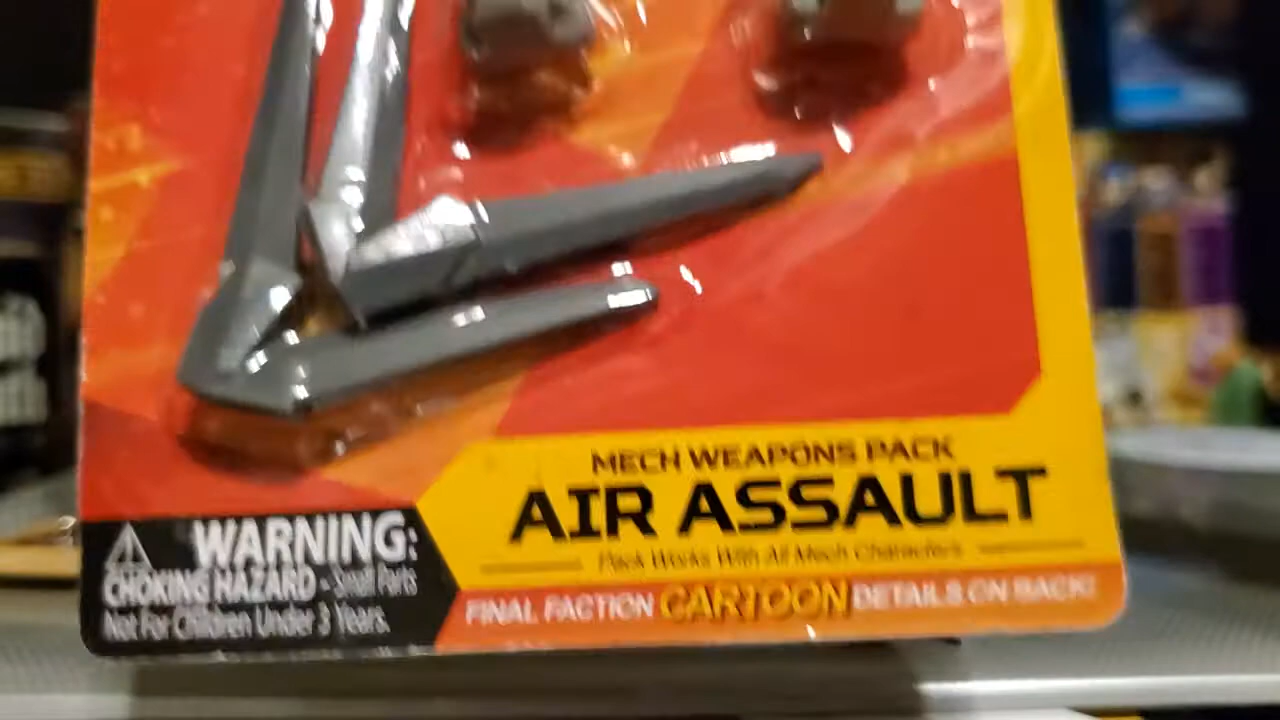 MECH WEAPONS PACK
AIR ASSAULT
Pack Works With All Mech Characters
FINAL FACTION CARTOON DETAILS ON BACK!
WARNING:
CHOKING HAZARD - Small Parts
Not For Children Under 3 Years.